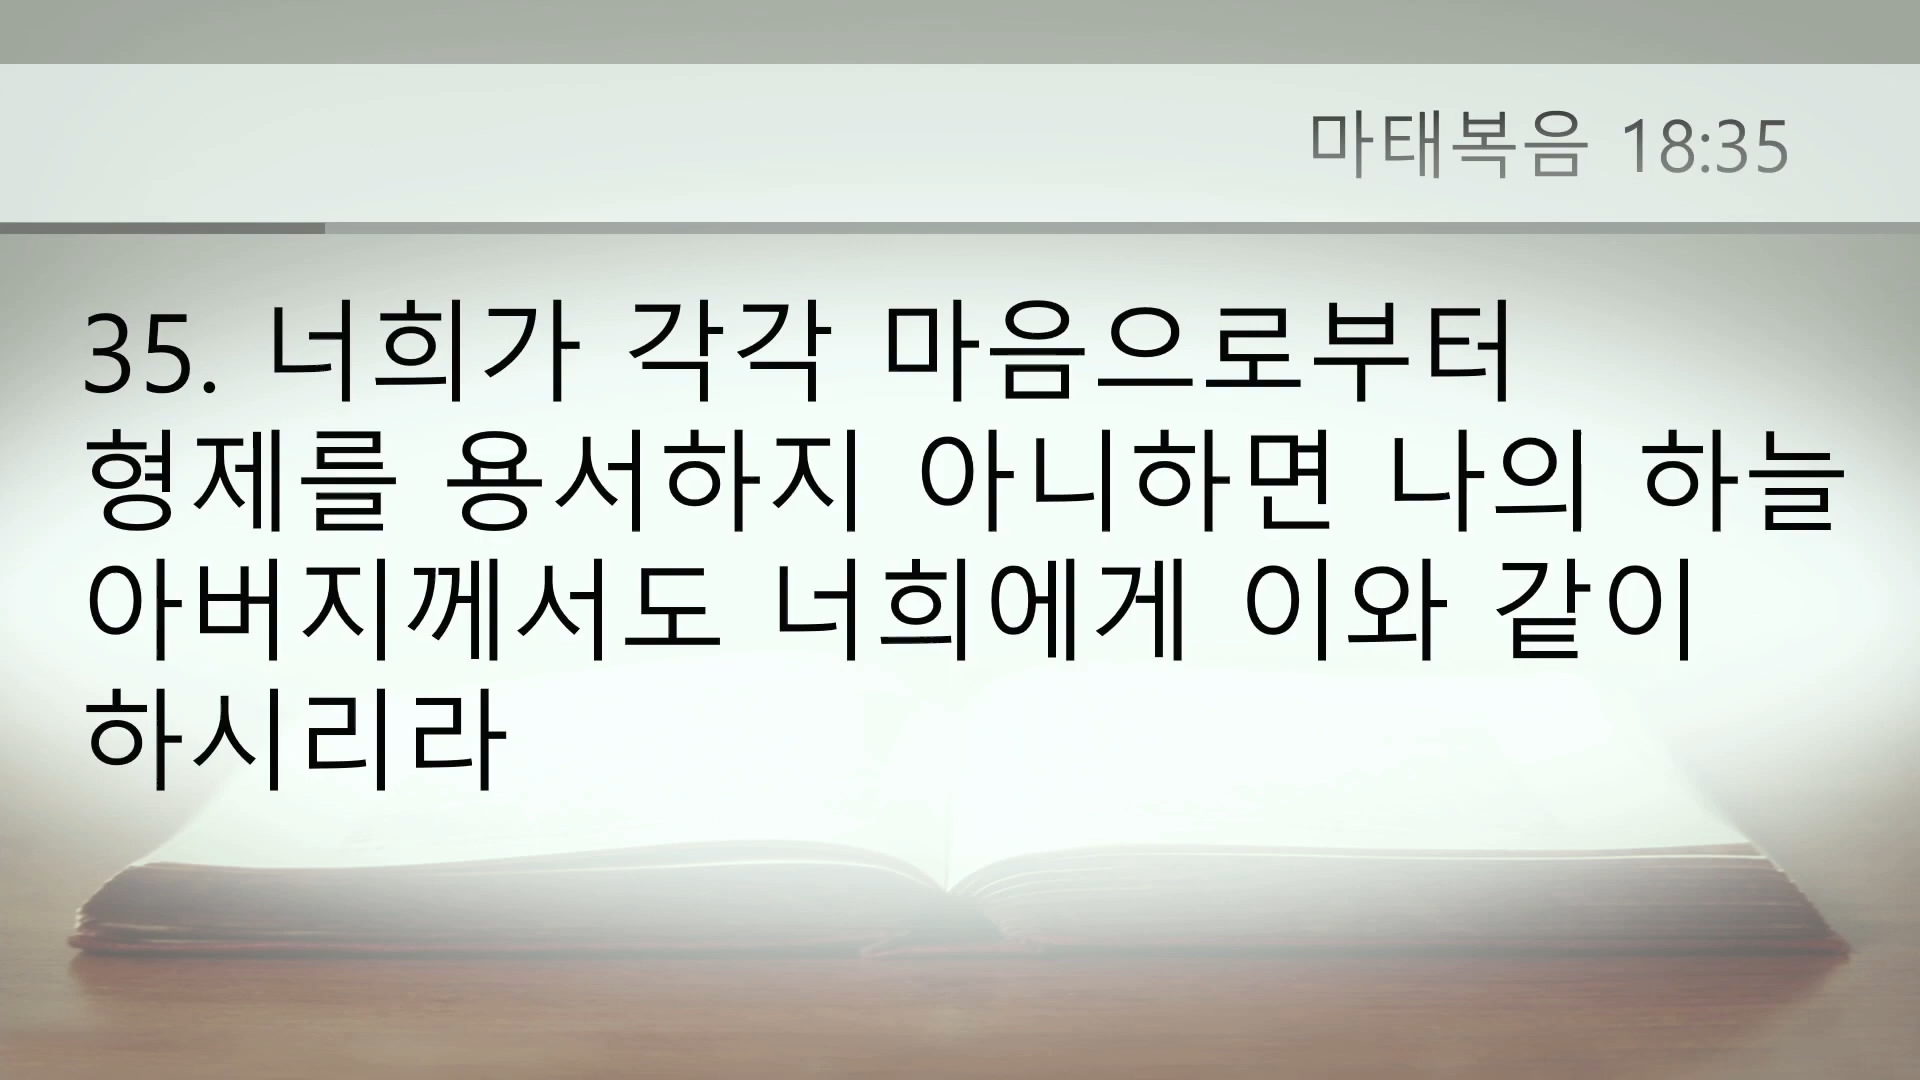 마태복음 18:35
35. 너희가 각각 마음으로부터
형제를 용서하지 아니하면 나의 하늘
아버지께서도 너희에게 이와 같이
하시리라